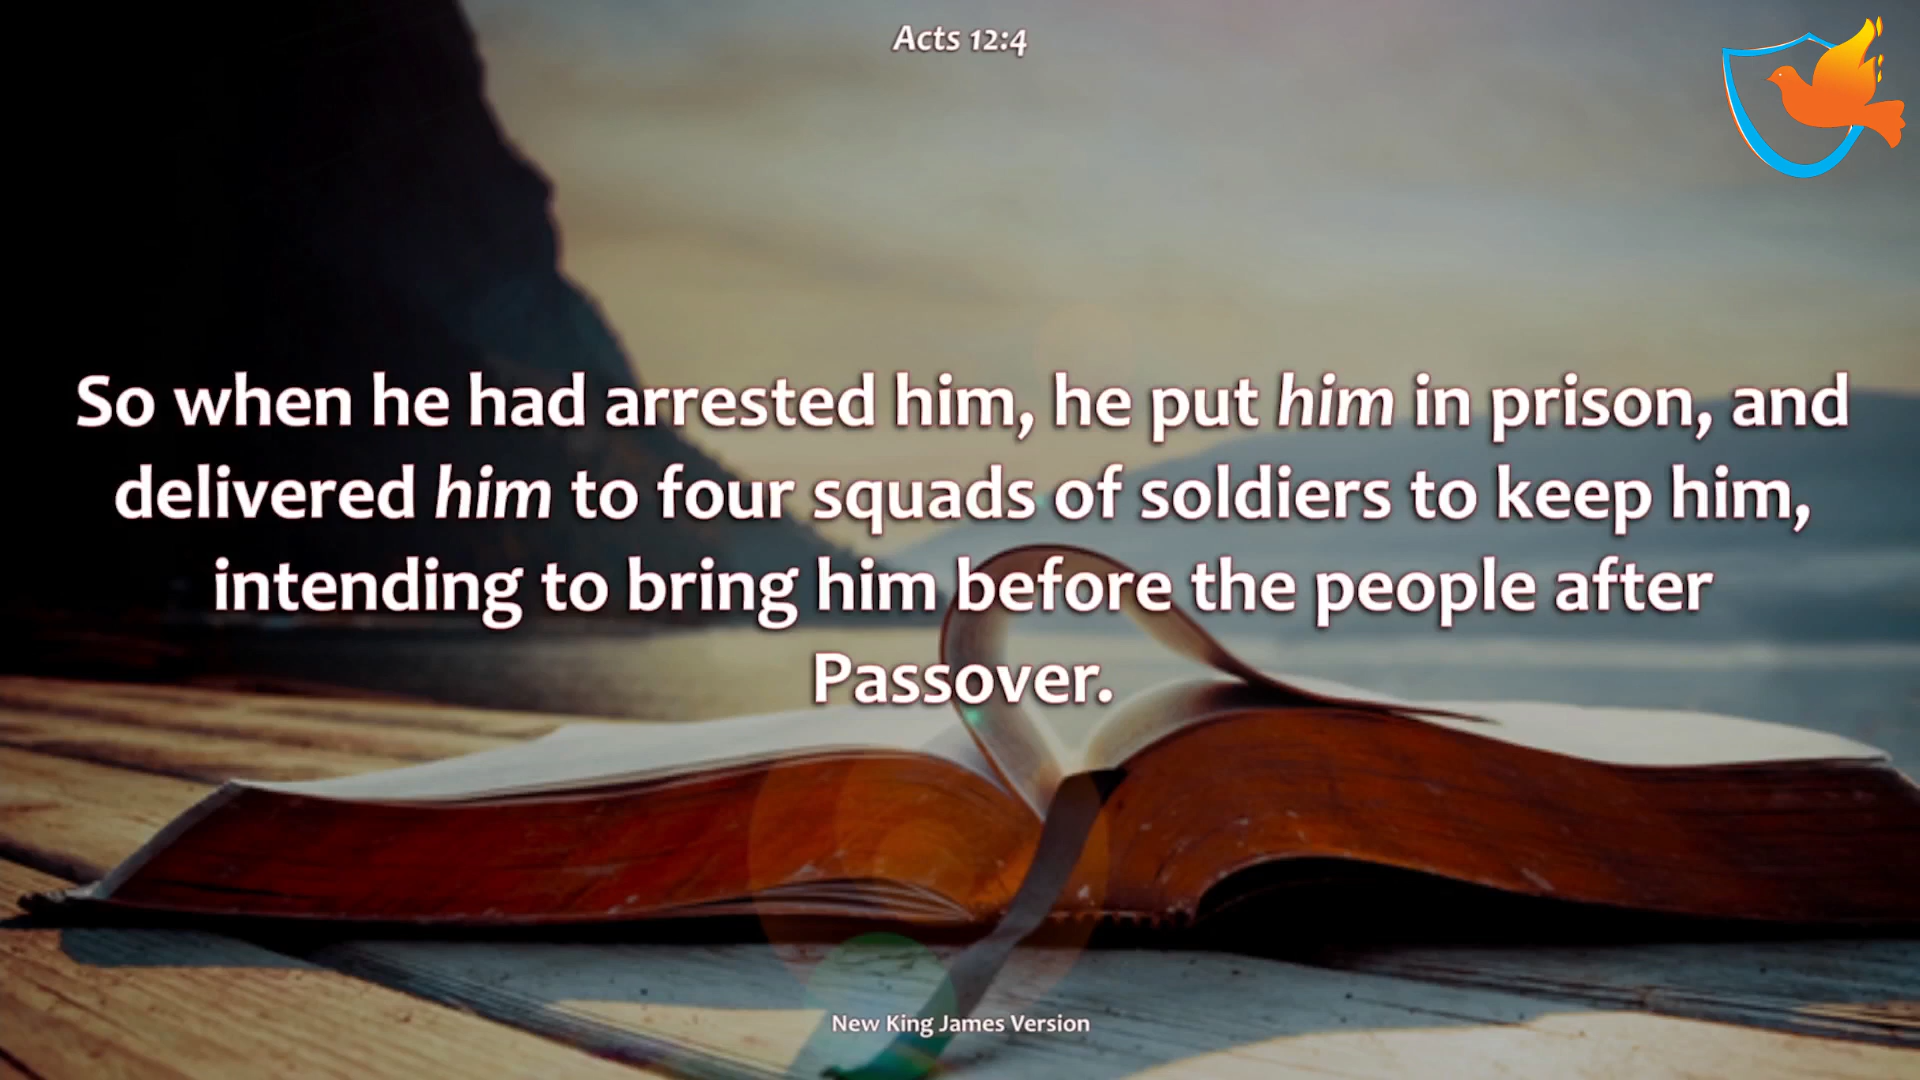 Acts 12:4
So when he had arrested him, he put him in prison, and
delivered him to four squads of soldiers to keep him,
intending to bring him before the people after
Passover.
New King James Version